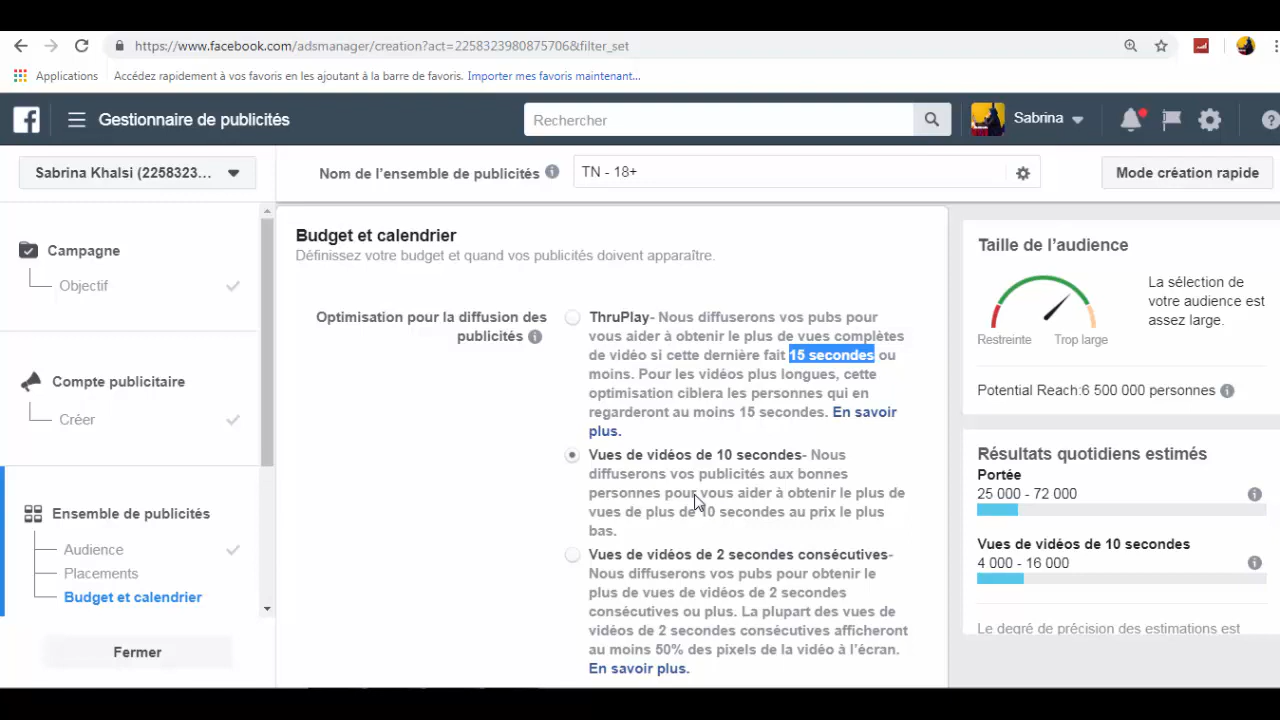 https://www.facebook.com/adsmanager/creation?act=2258323980875706&filter_set
Applications Accédez rapidement à vos favoris en les ajoutant à la barre de favoris. Importer mes favoris maintenant...
Gestionnaire de publicités
Rechercher
Sabrina
Sabrina Khalsi (2258323...
Nom de l'ensemble de publicités
TN - 18+
Mode création rapide
Campagne
Objectif
Compte publicitaire
Créer
Ensemble de publicités
Audience
Placements
Budget et calendrier
Fermer
Budget et calendrier
Définissez votre budget et quand vos publicités doivent apparaître.
Optimisation pour la diffusion des
publicités
ThruPlay- Nous diffuserons vos pubs pour
vous aider à obtenir le plus de vues complètes
de vidéo si cette dernière fait 15 secondes ou
moins. Pour les vidéos plus longues, cette
optimisation ciblera les personnes qui en
regarderont au moins 15 secondes. En savoir
plus.
Vues de vidéos de 10 secondes- Nous
diffuserons vos publicités aux bonnes
personnes pour vous aider à obtenir le plus de
vues de plus de 10 secondes au prix le plus
bas.
Vues de vidéos de 2 secondes consécutives-
Nous diffuserons vos pubs pour obtenir le
plus de vues de vidéos de 2 secondes
consécutives ou plus. La plupart des vues de
vidéos de 2 secondes consécutives afficheront
au moins 50% des pixels de la vidéo à l'écran.
En savoir plus.
Taille de l'audience
La sélection de
votre audience est
assez large.
Restreinte
Trop large
Potential Reach:6 500 000 personnes
Résultats quotidiens estimés
Portée
25 000 - 72 000
Vues de vidéos de 10 secondes
4 000 - 16 000
Le degré de précision des estimations est